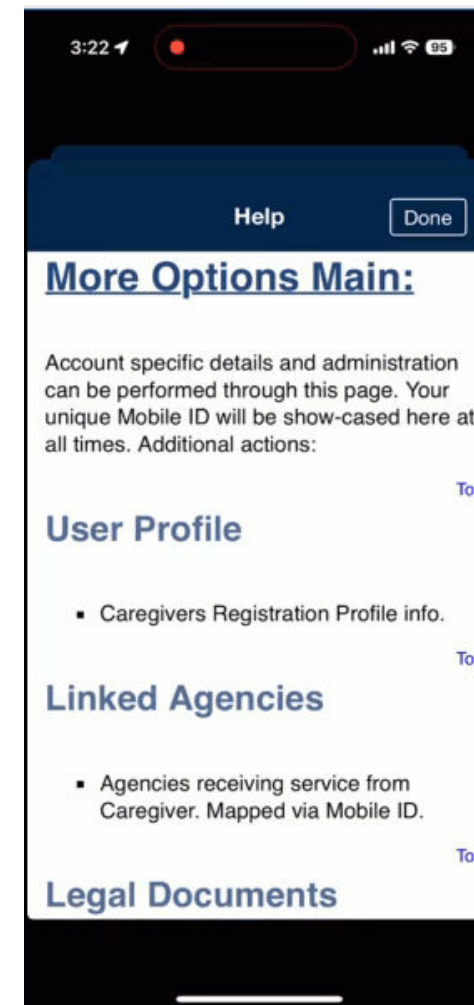 3:22
95
Help
Done
More Options Main:
Account specific details and administration
can be performed through this page. Your
unique Mobile ID will be show-cased here at
all times. Additional actions:
To
User Profile
▪ Caregivers Registration Profile info.
To
Linked Agencies
▪ Agencies receiving service from
Caregiver. Mapped via Mobile ID.
To
Legal Documents